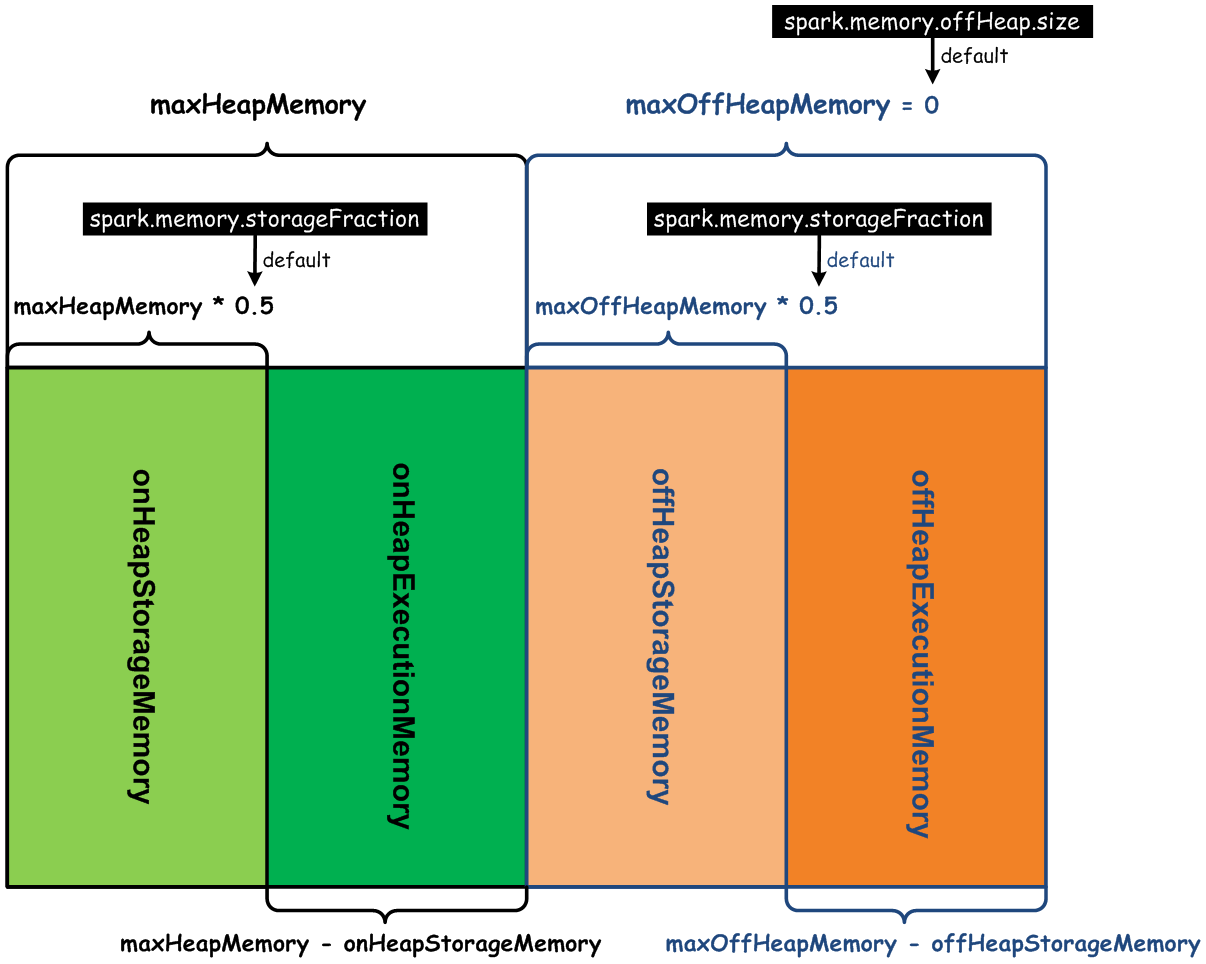 spark.memory.offHeap.size
default
maxHeapMemory
maxOffHeapMemory = 0
spark.memory.storageFraction
spark.memory.storageFraction
default
default
maxHeapMemory * 0.5
maxOffHeapMemory * 0.5
onHeapStorageMemory
onHeapExecutionMemory
offHeapStorageMemory
offHeapExecutionMemory
maxHeapMemory - onHeapStorageMemory
maxOffHeapMemory - offHeapStorageMemory